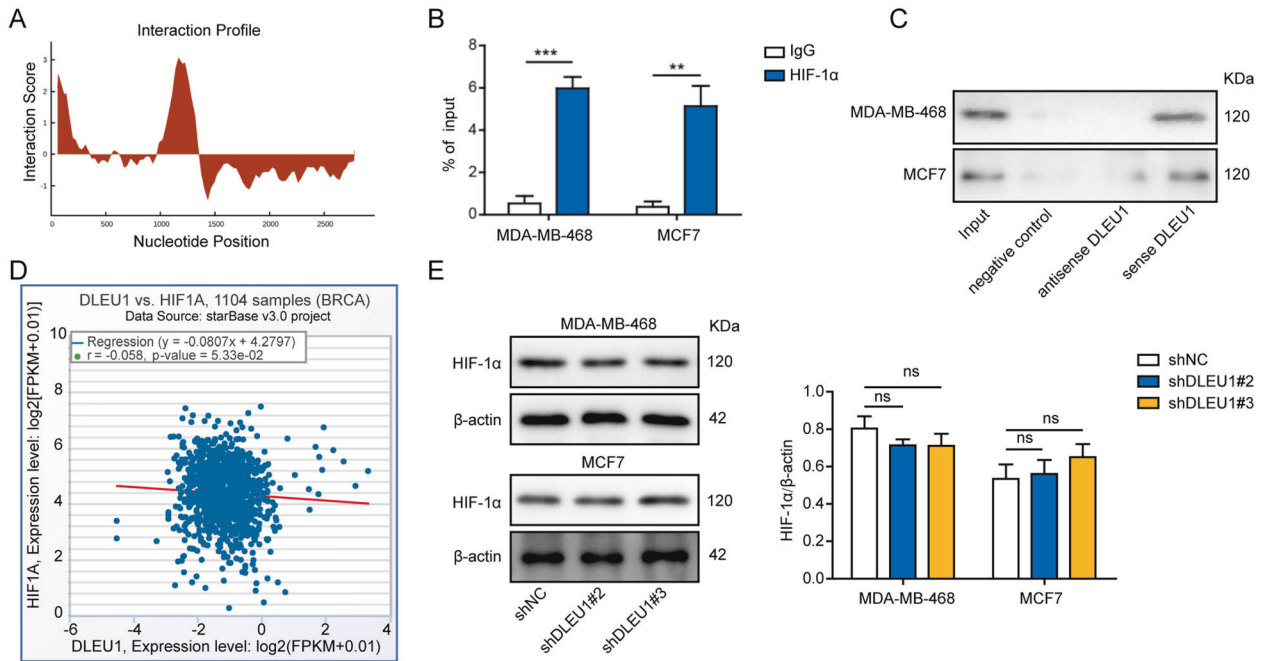 A
Interaction Profile
Interaction Score
3
2
1
0
-1
0
500
1000
1500
2000
2500
Nucleotide Position
B
IgG
HIF-1α
% of input
8
6
4
2
0
***
**
MDA-MB-468
MCF7
C
KDa
MDA-MB-468
120
MCF7
120
Input
negative control
antisense DLEU1
sense DLEU1
D
DLEU1 vs. HIF1A, 1104 samples (BRCA)
Data Source: starBase v3.0 project
Regression (y = -0.0807x + 4.2797)
r = -0.058, p-value = 5.33e-02
HIF1A, Expression level: log2[FPKM+0.01)]
10
8
6
4
2
0
-6
-4
-2
0
2
4
DLEU1, Expression level: log2(FPKM+0.01)
E
MDA-MB-468
KDa
HIF-1α
120
β-actin
42
MCF7
HIF-1α
120
β-actin
42
shNC
shDLEU1#2
shDLEU1#3
shNC
shDLEU1#2
shDLEU1#3
HIF-1α/β-actin
0.8
0.6
0.4
0.2
0.0
ns
ns
ns
ns
MDA-MB-468
MCF7